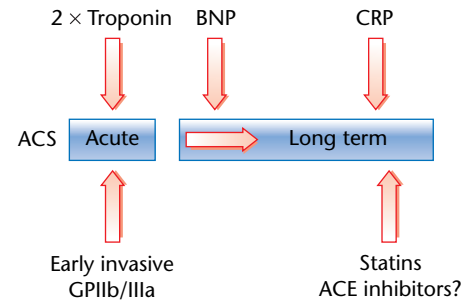 2 × Troponin BNP CRP
ACS Acute Long term
Early invasive Statins
GPIIb/IIIa ACE inhibitors?